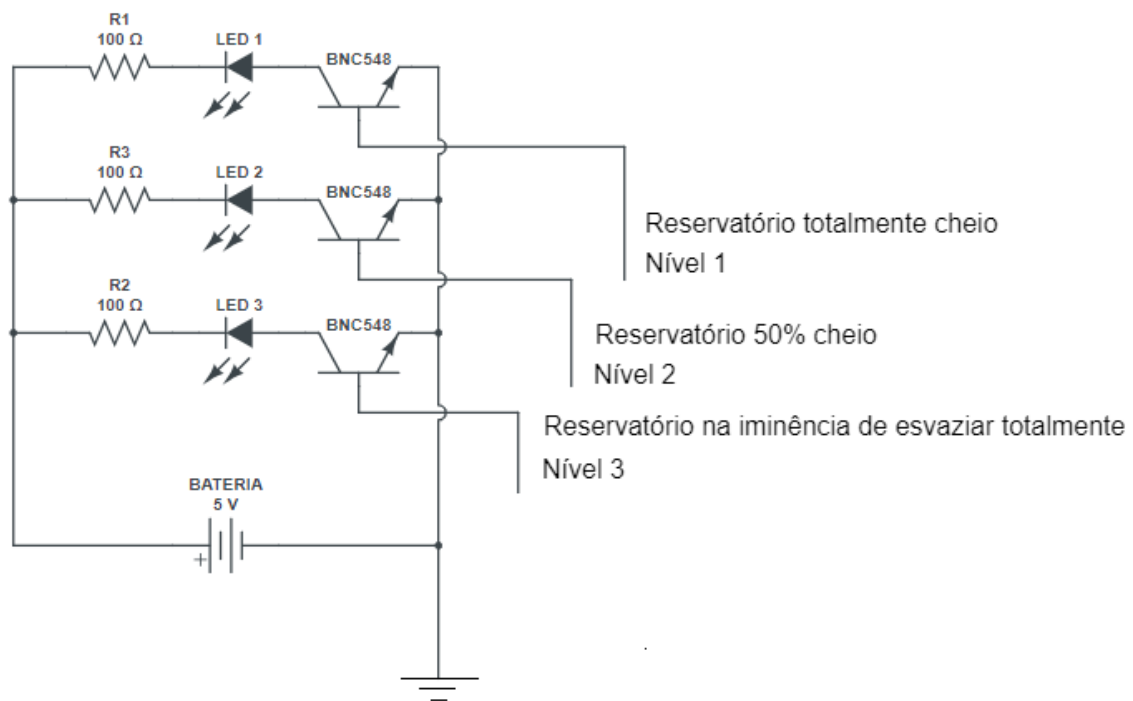 R1
100 Ω
LED 1
BNC548
R3
100 Ω
LED 2
BNC548
Reservatório totalmente cheio
Nível 1
R2
100 Ω
LED 3
BNC548
Reservatório 50% cheio
Nível 2
Reservatório na iminência de esvaziar totalmente
Nível 3
BATERIA
5 V
+